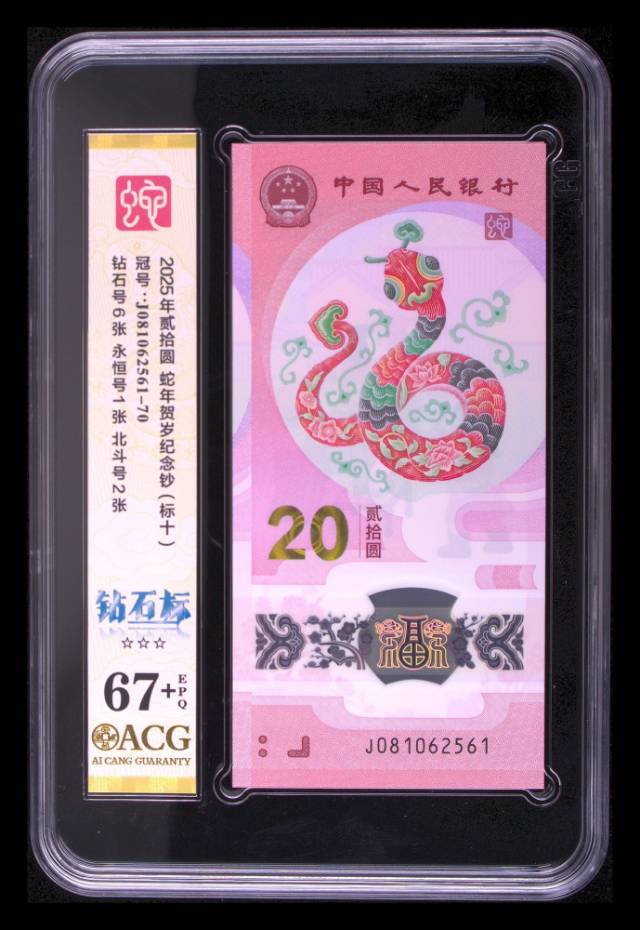 蛇
2025年贰拾圆 蛇年贺岁纪念钞(标十)
冠号:J081062561-70
钻石号6张 永恒号1张 北斗号2张
钻石标
67+EPQ
ACG
AI CANG GUARANTY
中国人民银行
蛇
20
贰拾圆
J081062561